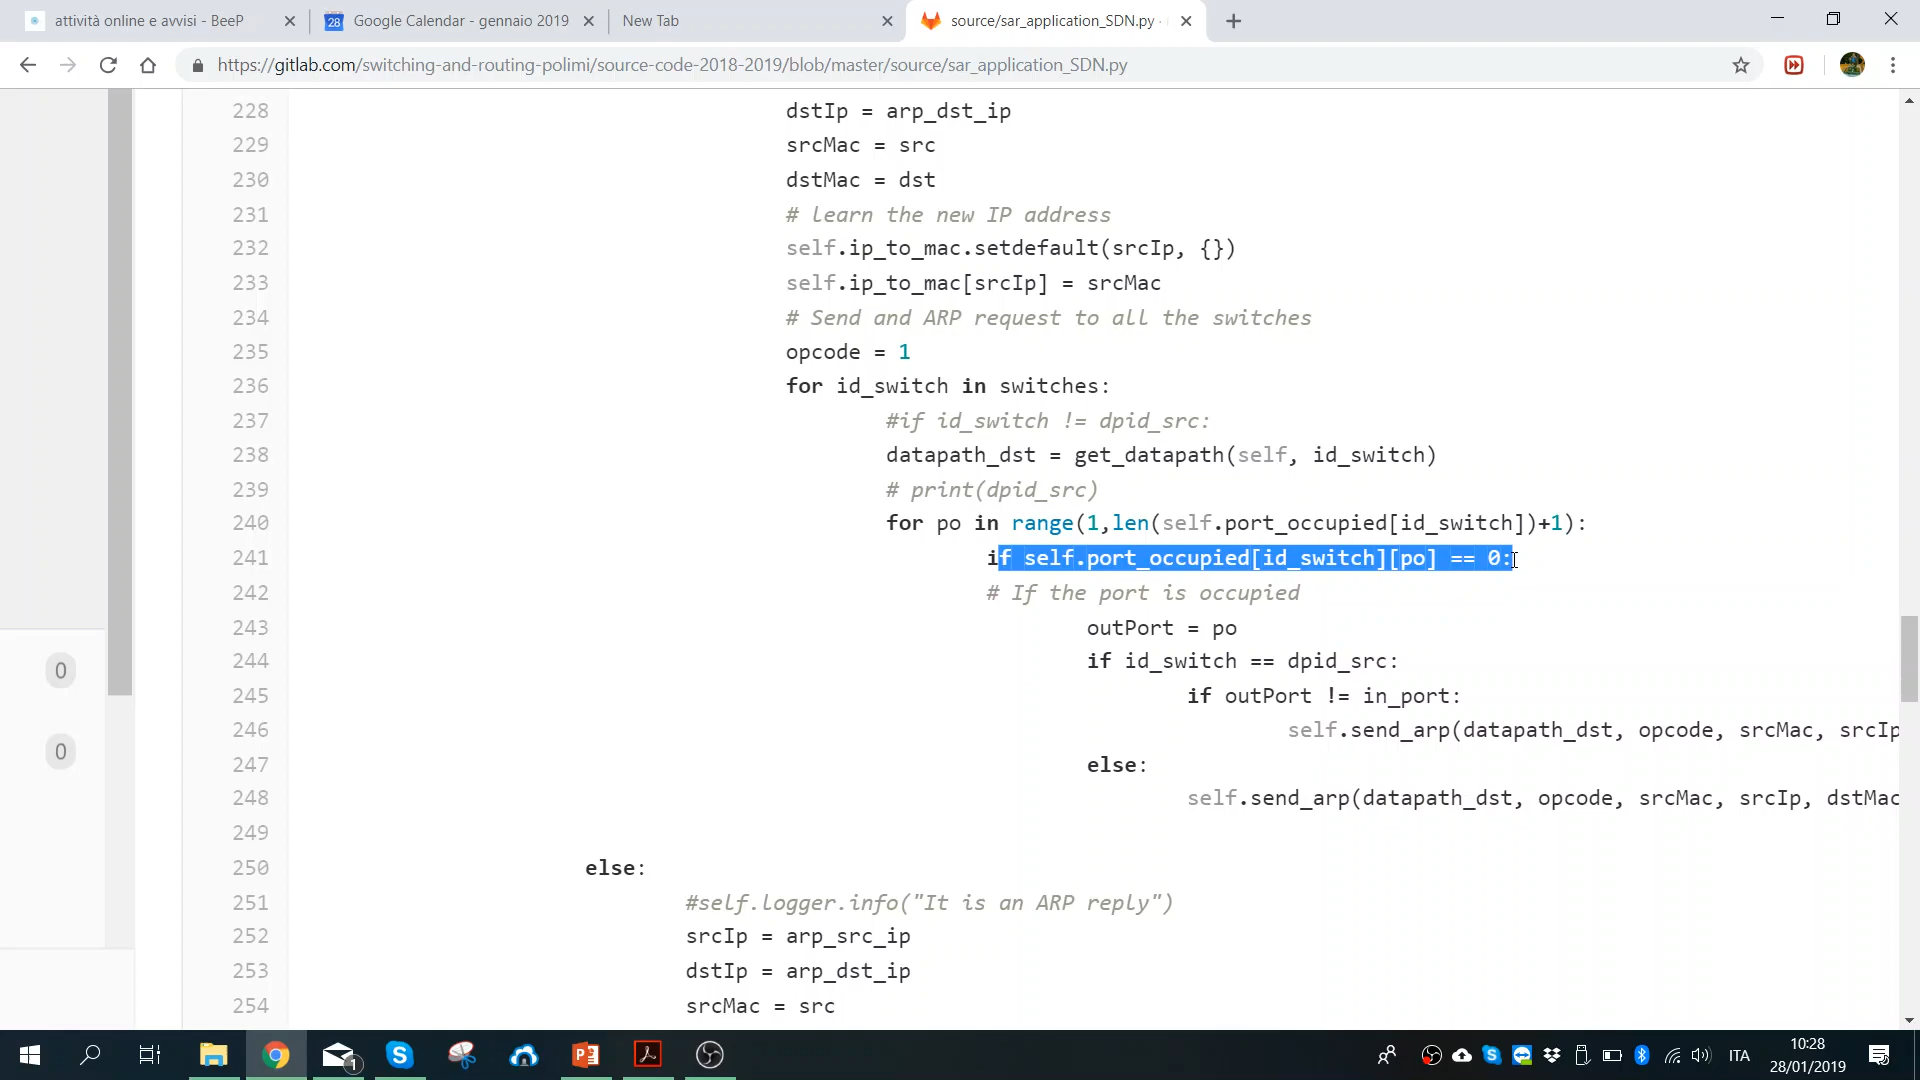 attività online e avvisi - BeeP
Google Calendar - gennaio 2019
New Tab
source/sar_application_SDN.py ·
https://gitlab.com/switching-and-routing-polimi/source-code-2018-2019/blob/master/source/sar_application_SDN.py
228 dstIp = arp_dst_ip
229 srcMac = src
230 dstMac = dst
231 # learn the new IP address
232 self.ip_to_mac.setdefault(srcIp, {})
233 self.ip_to_mac[srcIp] = srcMac
234 # Send and ARP request to all the switches
235 opcode = 1
236 for id_switch in switches:
237 #if id_switch != dpid_src:
238 datapath_dst = get_datapath(self, id_switch)
239 # print(dpid_src)
240 for po in range(1,len(self.port_occupied[id_switch])+1):
241 if self.port_occupied[id_switch][po] == 0:
242 # If the port is occupied
243 outPort = po
244 if id_switch == dpid_src:
245 if outPort != in_port:
246 self.send_arp(datapath_dst, opcode, srcMac, srcIp
247 else:
248 self.send_arp(datapath_dst, opcode, srcMac, srcIp, dstMac
249
250 else:
251 #self.logger.info("It is an ARP reply")
252 srcIp = arp_src_ip
253 dstIp = arp_dst_ip
254 srcMac = src
0
0
28
1
ITA
10:28
28/01/2019